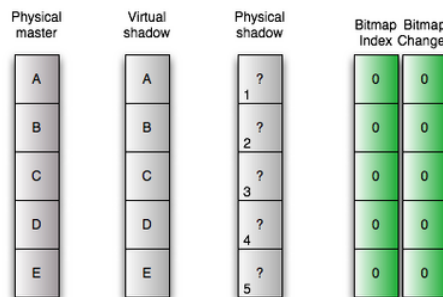 Physical
master
Virtual
shadow
Physical
shadow
Bitmap
Index
Bitmap
Change
A
A
1 ?
0
0
B
B
2 ?
0
0
C
C
3 ?
0
0
D
D
4 ?
0
0
E
E
5 ?
0
0